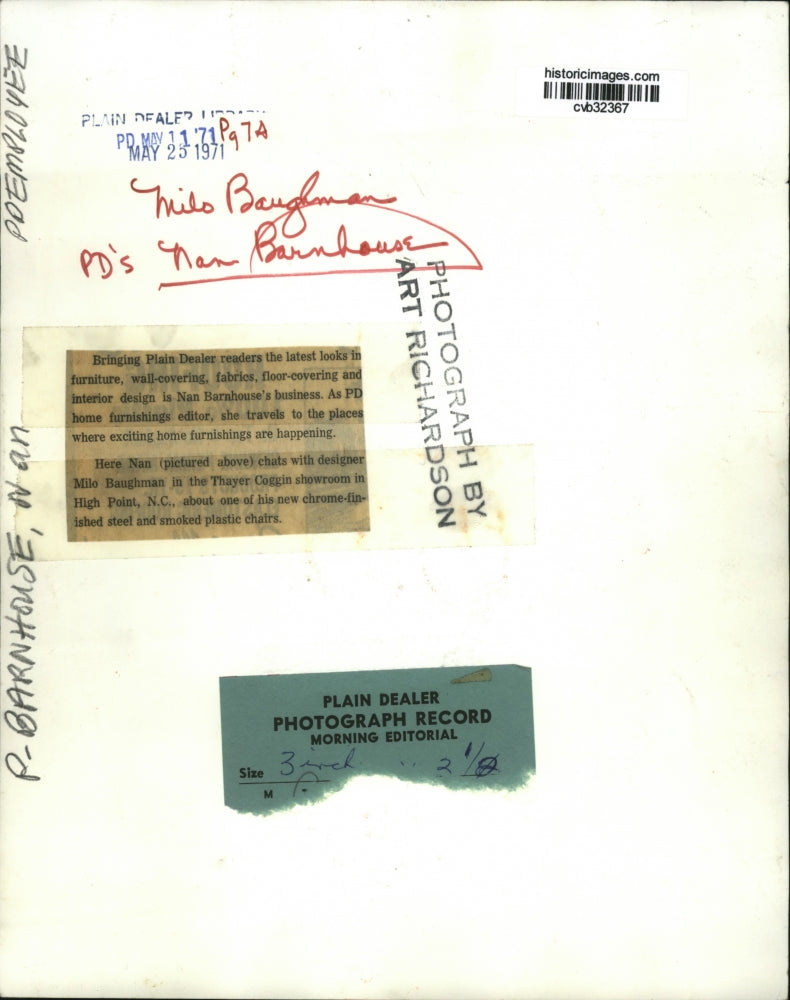 historicimages.com
cvb32367
PLAIN DEALER
PD MAY 11 '71 Pg 7A
MAY 25 1971
Milo Baughman
PD's Nan Barnhouse
PHOTOGRAPH BY
ART RICHARDSON
PDEMPLOYEE
P-BARNHOUSE, Nan
Bringing Plain Dealer readers the latest looks in
furniture, wall-covering, fabrics, floor-covering and
interior design is Nan Barnhouse's business. As PD
home furnishings editor, she travels to the places
where exciting home furnishings are happening.
Here Nan (pictured above) chats with designer
Milo Baughman in the Thayer Coggin showroom in
High Point, N.C., about one of his new chrome-fin-
ished steel and smoked plastic chairs.
PLAIN DEALER
PHOTOGRAPH RECORD
MORNING EDITORIAL
Size 3 inch 2 1/8
M